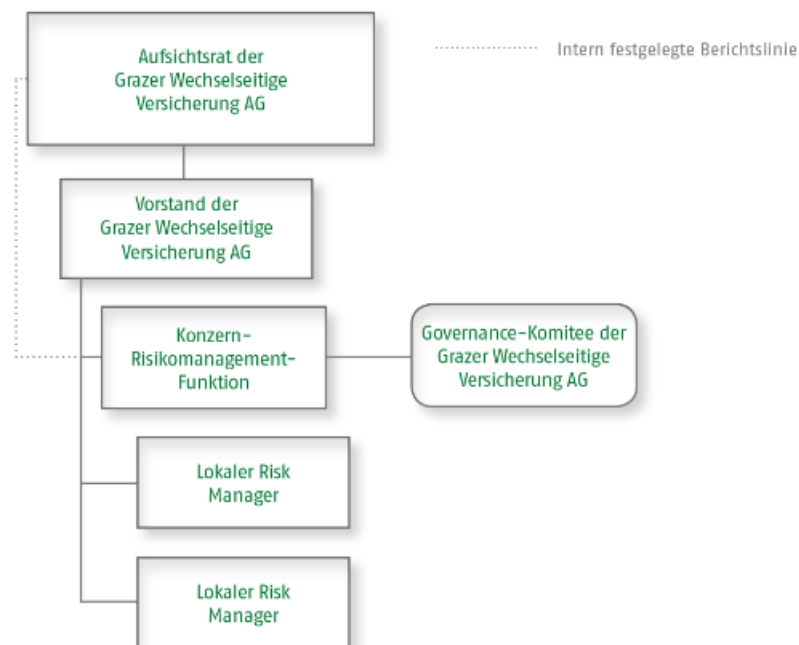 Aufsichtsrat der
Grazer Wechselseitige
Versicherung AG
Intern festgelegte Berichtslinie
Vorstand der
Grazer Wechselseitige
Versicherung AG
Konzern-
Risikomanagement-
Funktion
Governance-Komitee der
Grazer Wechselseitige
Versicherung AG
Lokaler Risk
Manager
Lokaler Risk
Manager